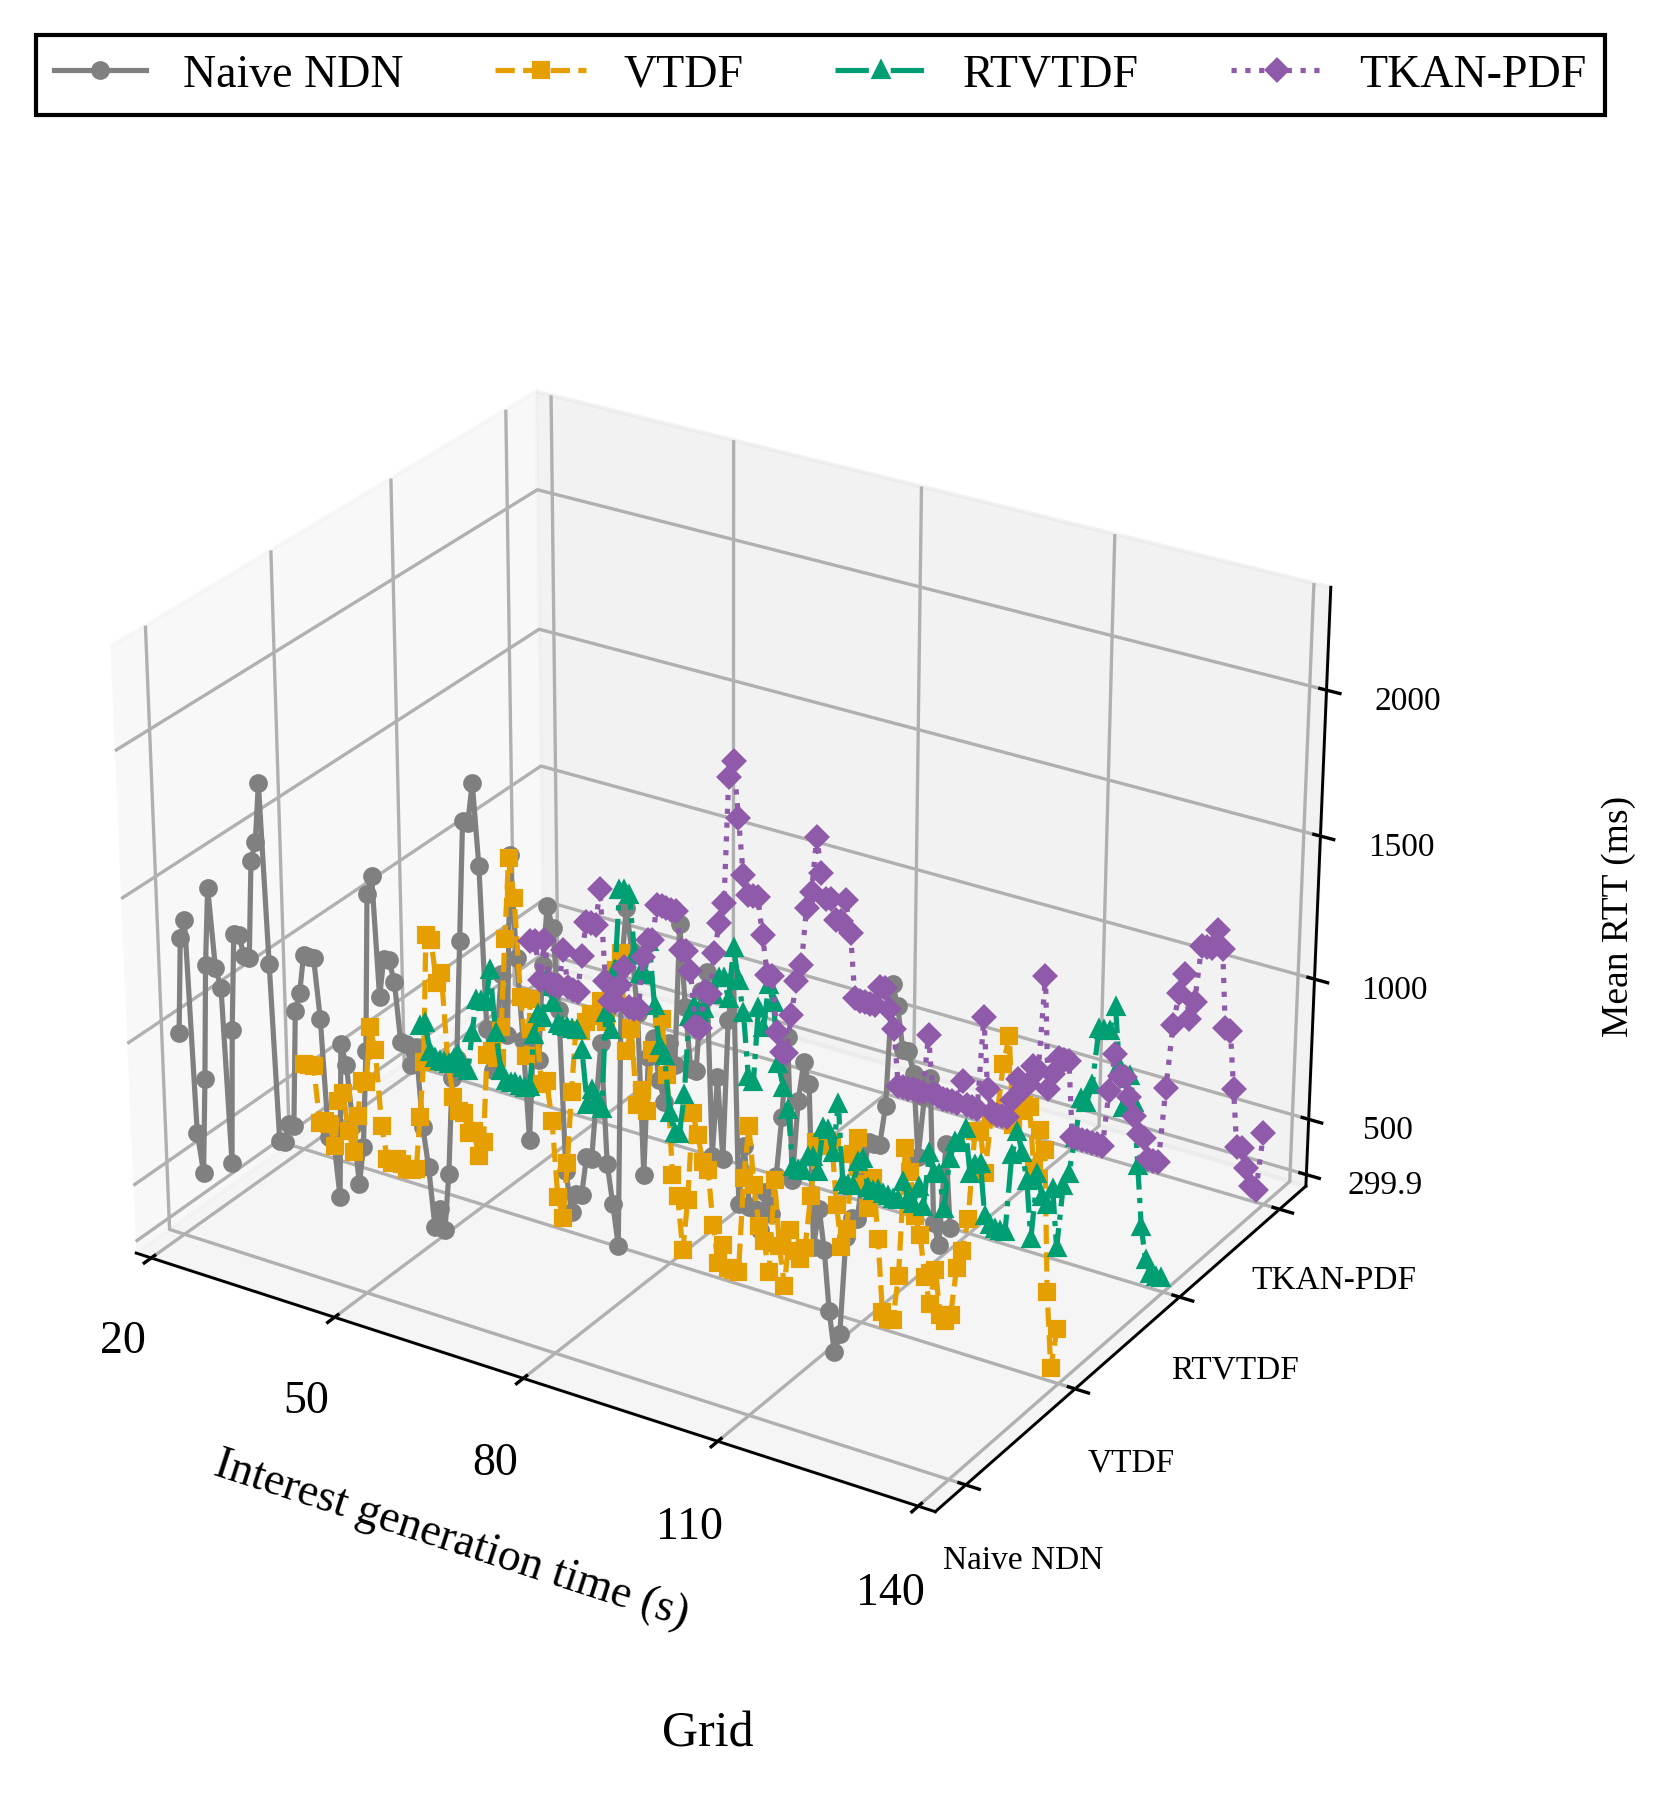 Naive NDN VTDF RTVTDF TKAN-PDF
2000
1500
1000
500
299.9
Mean RTT (ms)
TKAN-PDF
RTVTDF
VTDF
Naive NDN
20
50
80
110
140
Interest generation time (s)
Grid